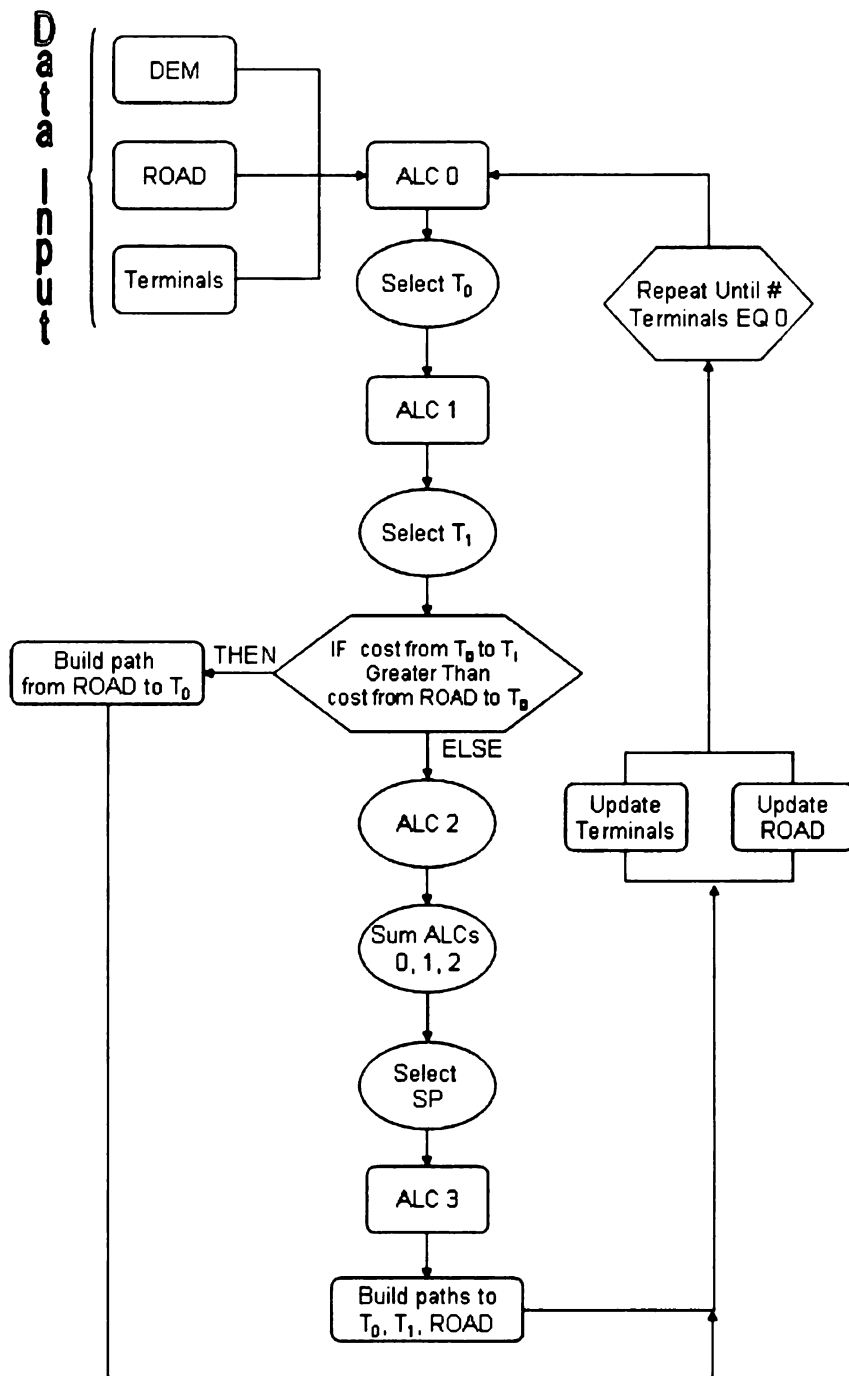 Data Input
DEM
ROAD
Terminals
ALC 0
Select T₀
ALC 1
Select T₁
IF cost from T₀ to T₁
Greater Than
cost from ROAD to T₀
THEN
Build path
from ROAD to T₀
ELSE
ALC 2
Sum ALCs
0, 1, 2
Select
SP
ALC 3
Build paths to
T₀, T₁, ROAD
Update
Terminals
Update
ROAD
Repeat Until #
Terminals EQ 0